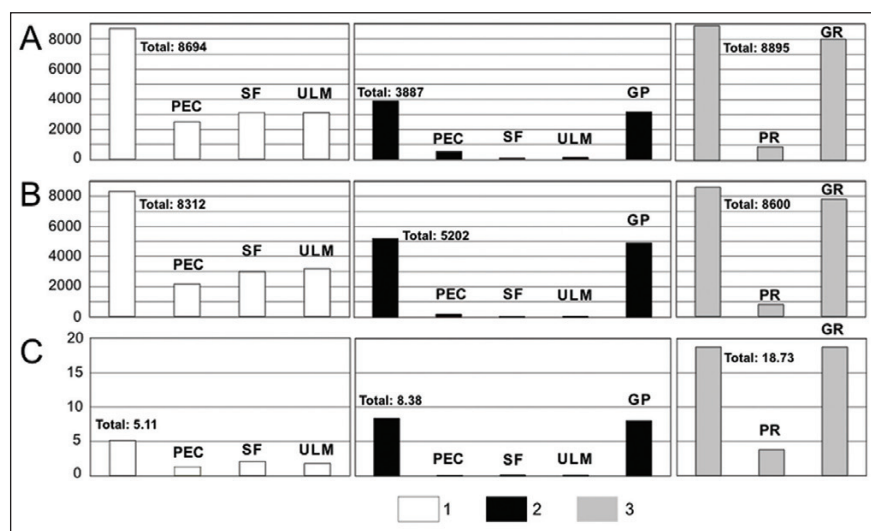 A
8000
6000
4000
2000
0
Total: 8694
PEC
SF
ULM
Total: 3887
PEC
SF
ULM
GP
Total: 8895
PR
GR
B
8000
6000
4000
2000
0
Total: 8312
PEC
SF
ULM
Total: 5202
PEC
SF
ULM
GP
Total: 8600
PR
GR
C
20
15
10
5
0
Total: 5.11
PEC
SF
ULM
Total: 8.38
PEC
SF
ULM
GP
Total: 18.73
PR
GR
1
2
3